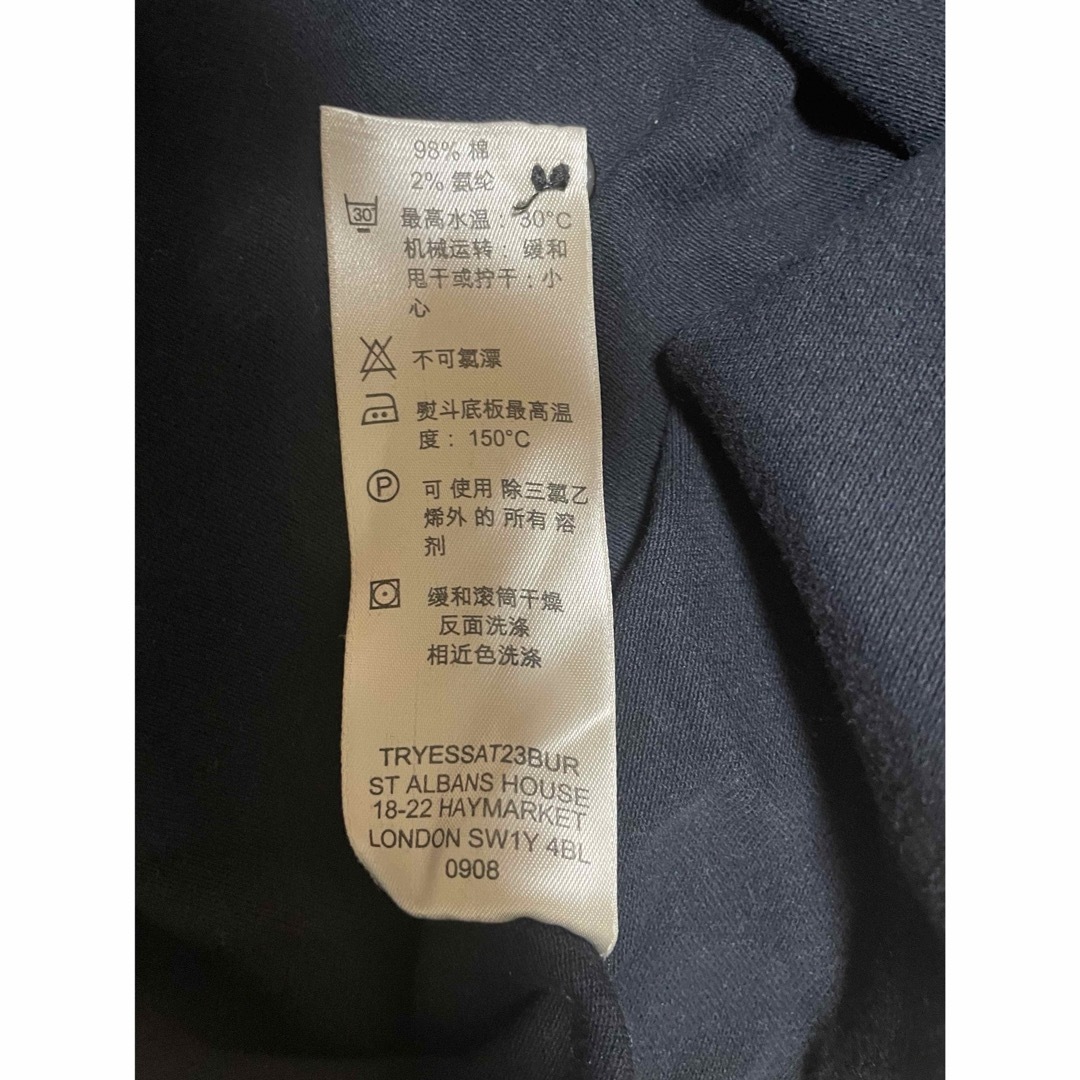 98% 棉
2% 氨纶
30
最高水温： 30°C
机械运转： 缓和
甩干或拧干：小
心
不可氯漂
熨斗底板最高温
度： 150°C
P
可 使用 除三氯乙
烯外 的 所有 溶
剂
缓和滚筒干燥
反面洗涤
相近色洗涤
TRYESSAT23BUR
ST ALBANS HOUSE
18-22 HAYMARKET
LONDON SW1Y 4BL
0908